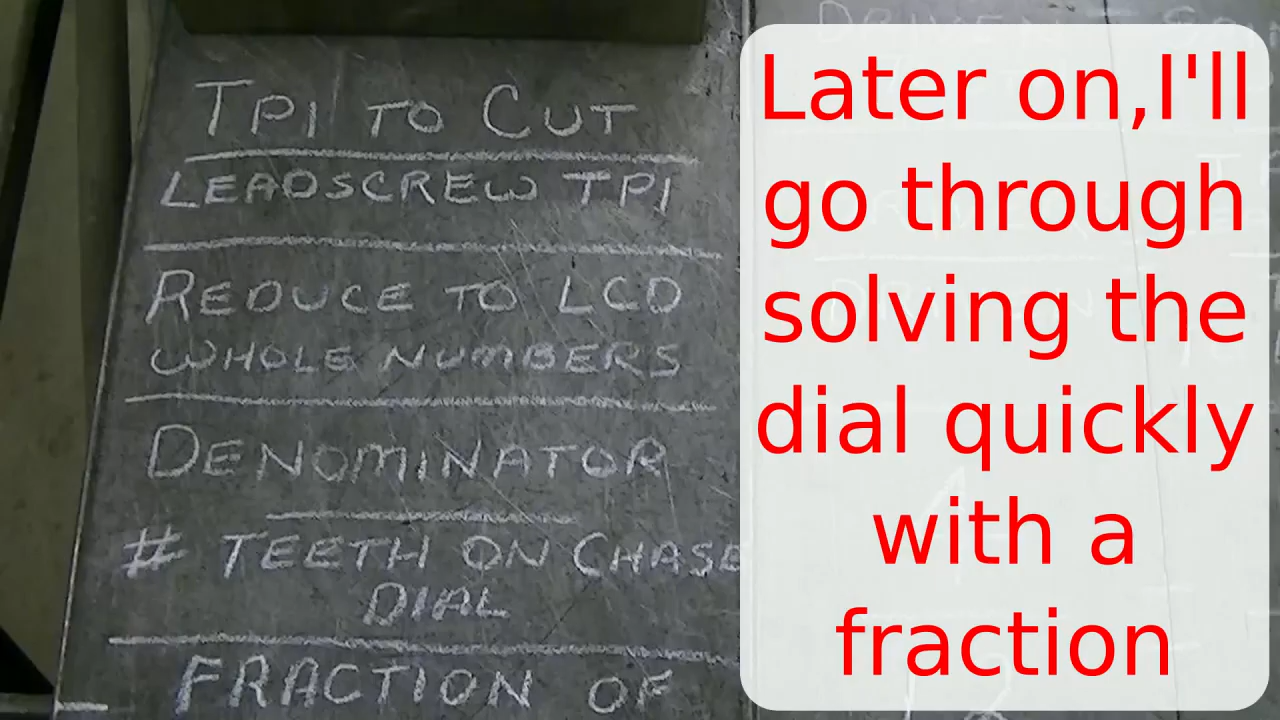 TPI TO CUT
LEADSCREW TPI
REDUCE TO LCD
WHOLE NUMBERS
DENOMINATOR
# TEETH ON CHASE
DIAL
FRACTION OF
Later on,I'll
go through
solving the
dial quickly
with a
fraction